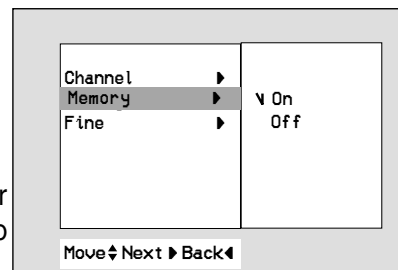 Channel ▶
Memory ▶ √ On
Fine ▶ Off
r
o
Move ▲▼ Next ▶ Back ◀